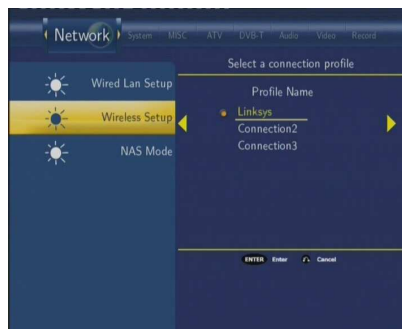 Network System MISC ATV DVB-T Audio Video Record
Select a connection profile
Wired Lan Setup
Profile Name
Wireless Setup
Linksys
Connection2
NAS Mode
Connection3
ENTER Enter Cancel